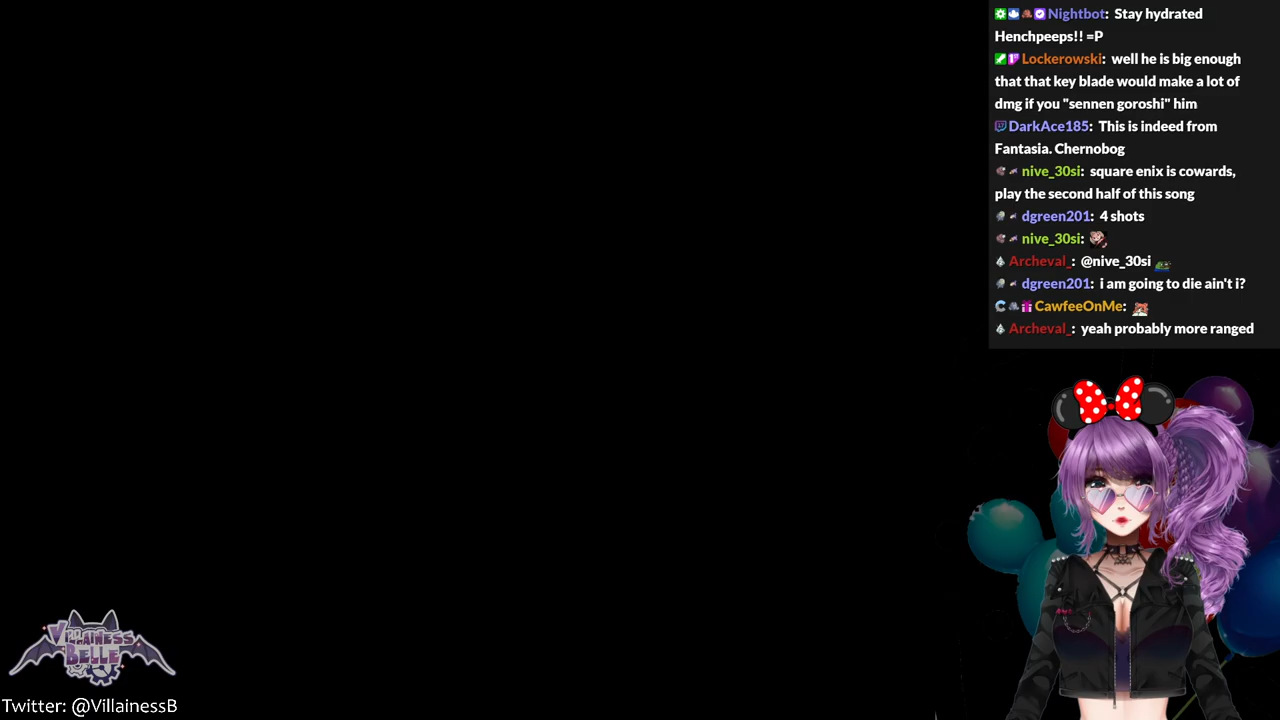 Nightbot: Stay hydrated
Henchpeeps!! =P
Lockerowski: well he is big enough
that that key blade would make a lot of
dmg if you "sennen goroshi" him
DarkAce185: This is indeed from
Fantasia. Chernobog
nive_30si: square enix is cowards,
play the second half of this song
dgreen201: 4 shots
nive_30si:
Archeval_: @nive_30si
dgreen201: i am going to die ain't i?
CawfeeOnMe:
Archeval_: yeah probably more ranged
VILLAINESS
BELLE
Twitter: @VillainessB